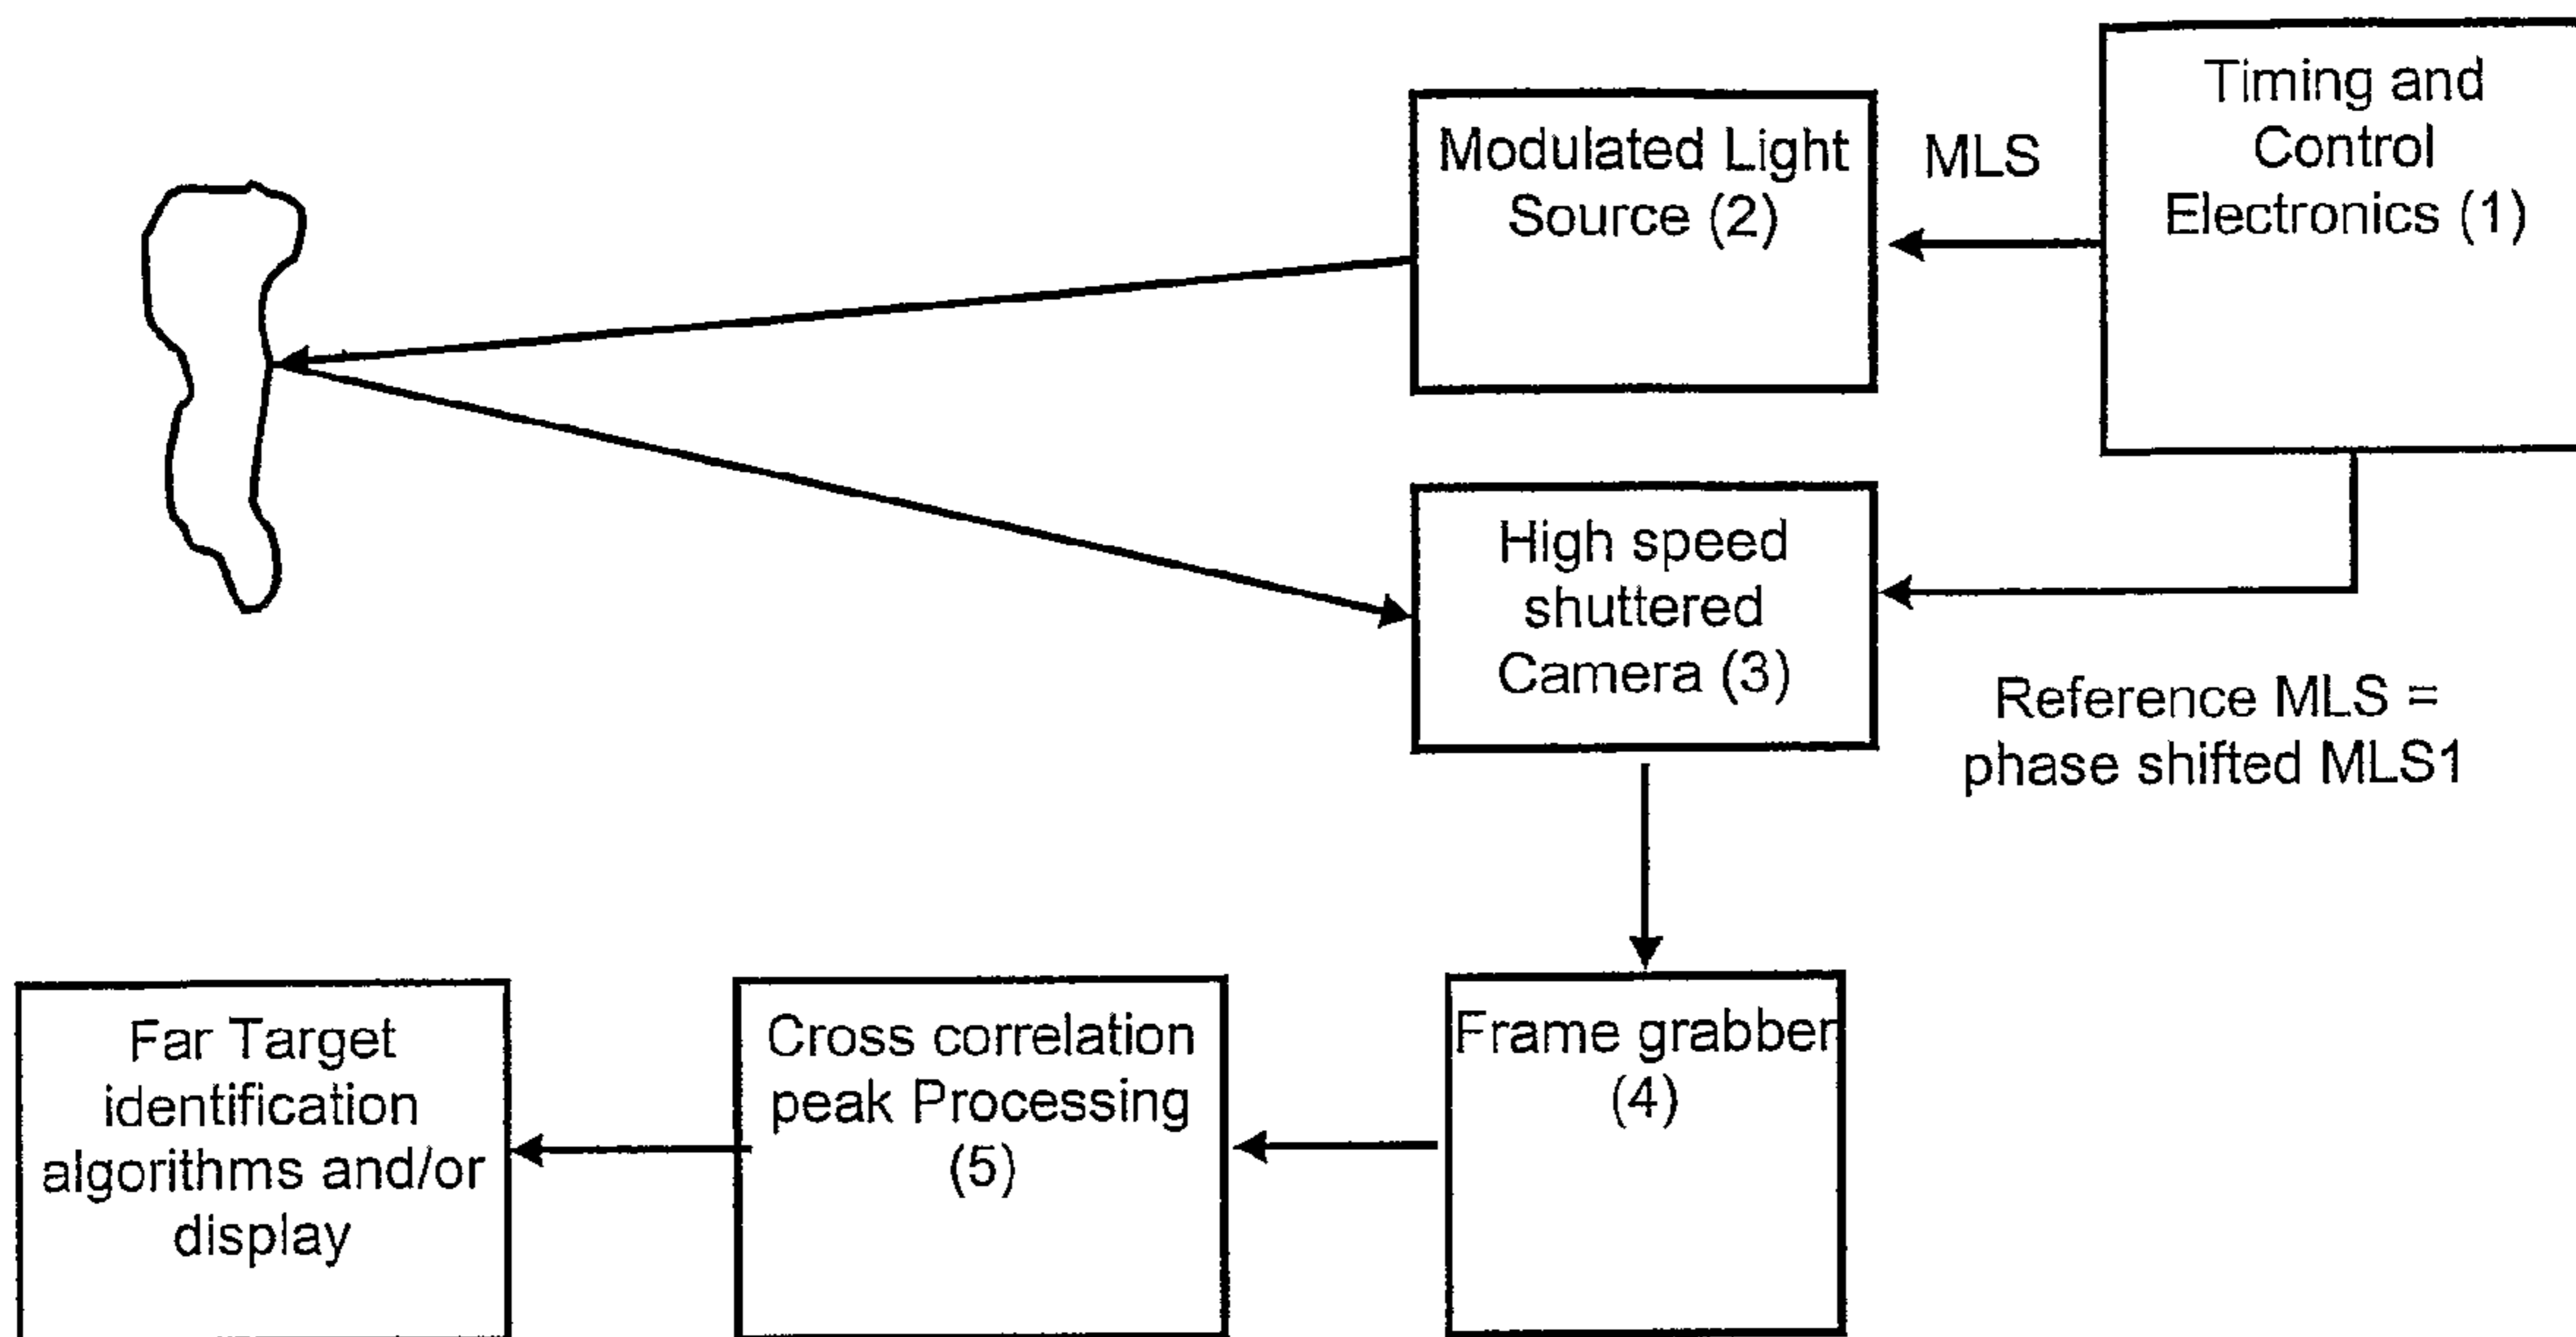 Timing and
Control
Electronics (1)
MLS
Modulated Light
Source (2)
High speed
shuttered
Camera (3)
Reference MLS =
phase shifted MLS1
Frame grabber
(4)
Cross correlation
peak Processing
(5)
Far Target
identification
algorithms and/or
display